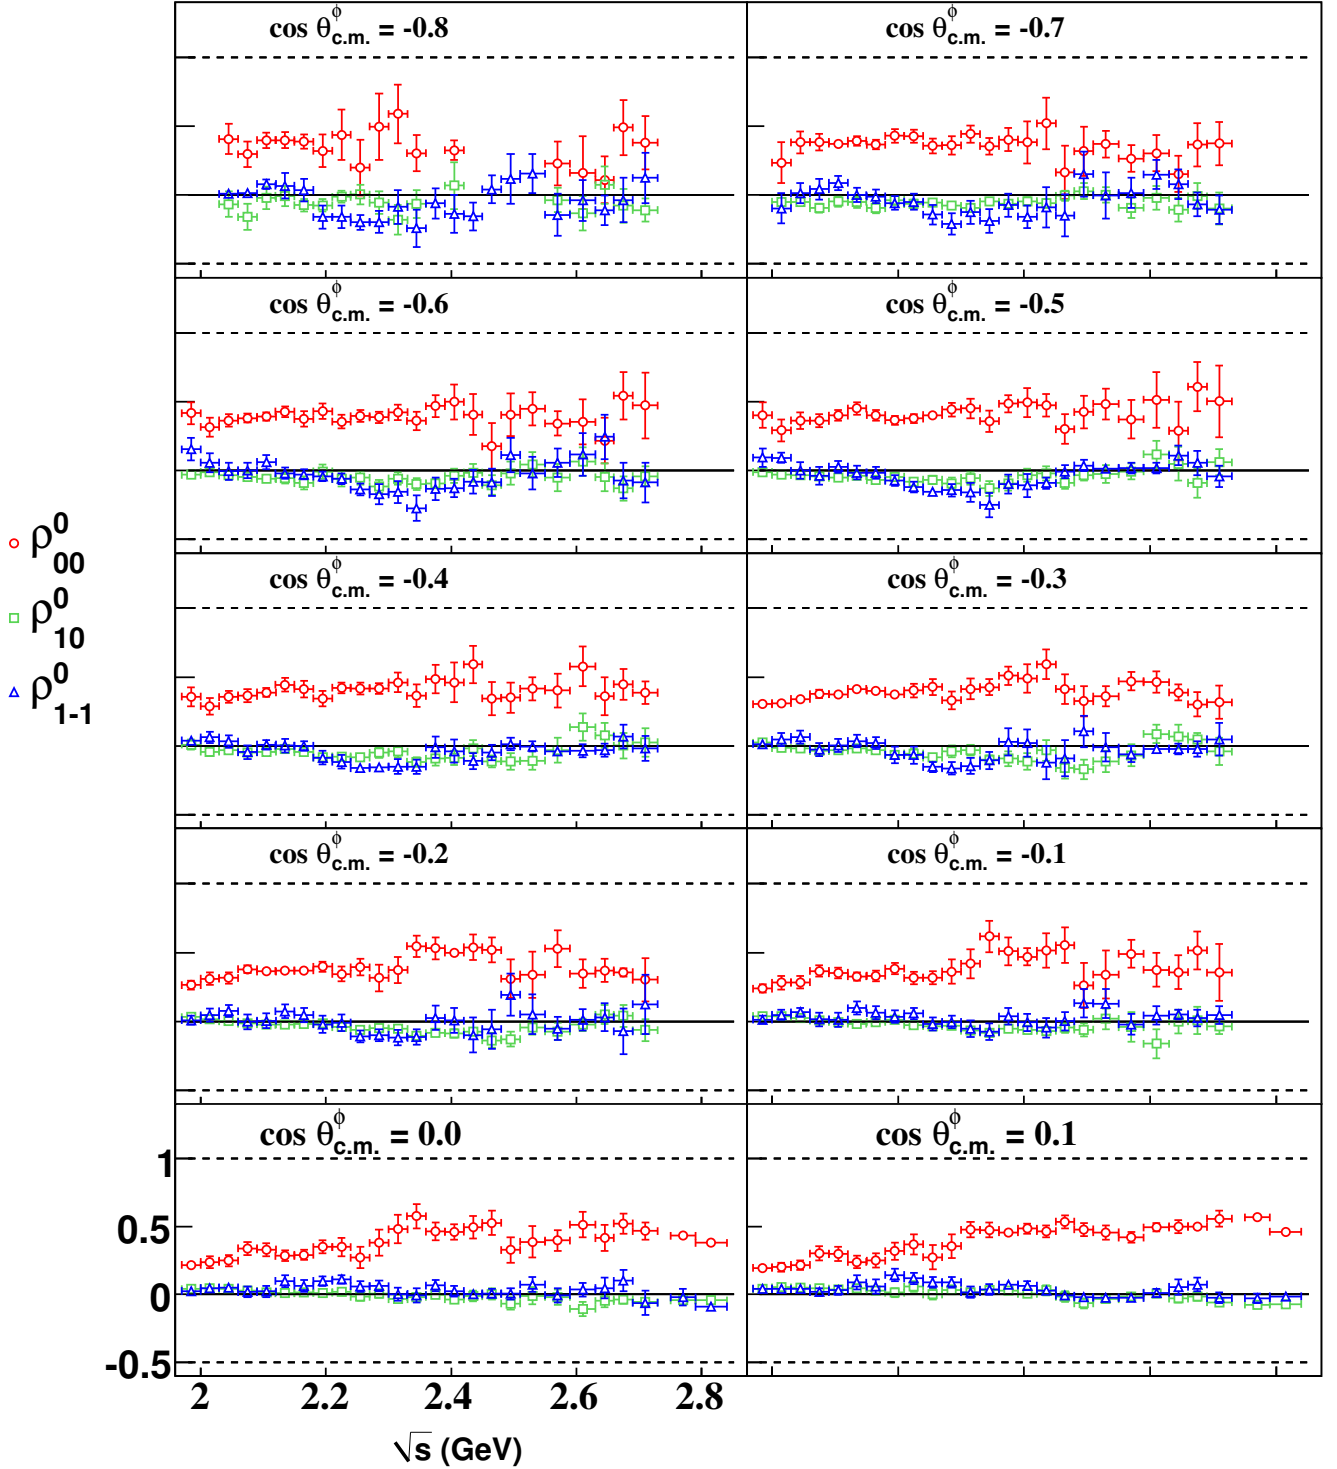 cos θ^ϕ_c.m. = -0.8
cos θ^ϕ_c.m. = -0.7
cos θ^ϕ_c.m. = -0.6
cos θ^ϕ_c.m. = -0.5
ρ^0_00
ρ^0_10
ρ^0_1-1
cos θ^ϕ_c.m. = -0.4
cos θ^ϕ_c.m. = -0.3
cos θ^ϕ_c.m. = -0.2
cos θ^ϕ_c.m. = -0.1
cos θ^ϕ_c.m. = 0.0
cos θ^ϕ_c.m. = 0.1
1
0.5
0
-0.5
2 2.2 2.4 2.6 2.8
√s (GeV)